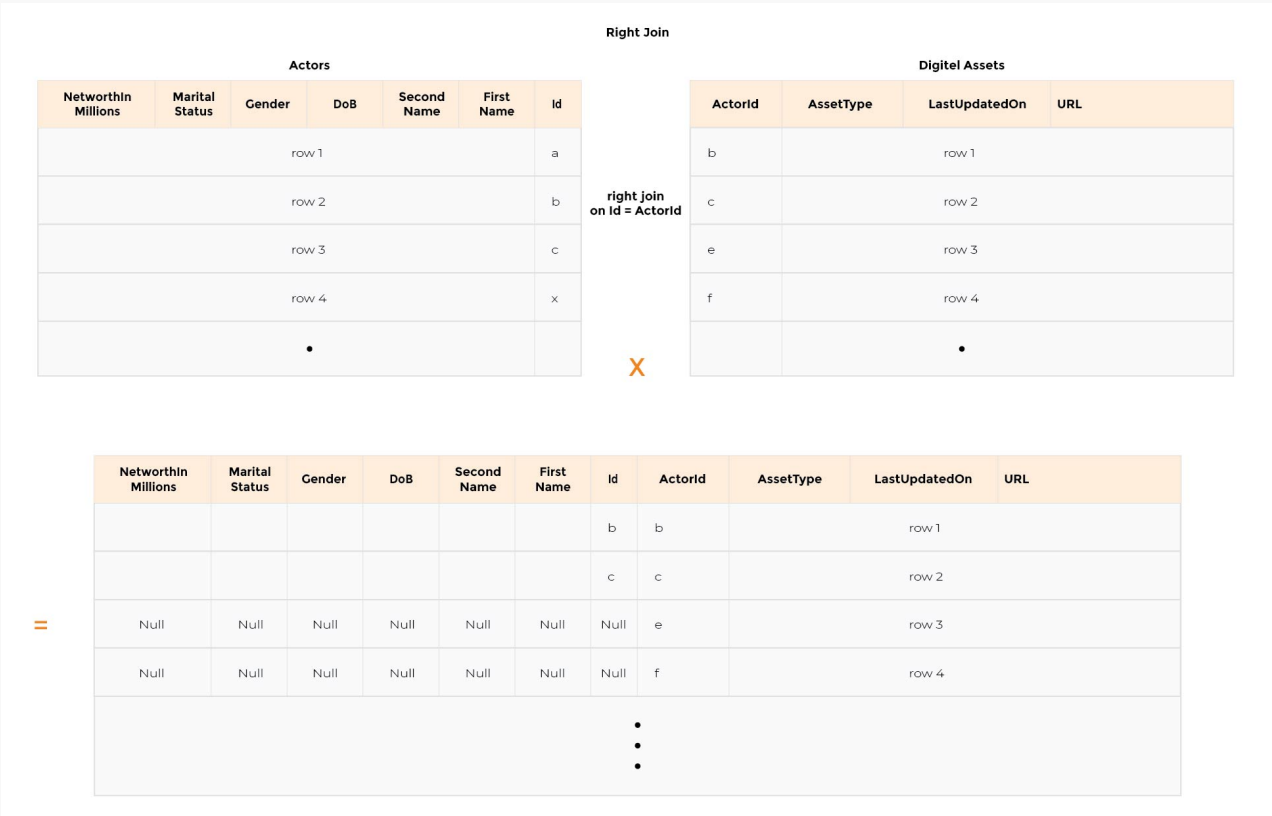 Right Join
Actors
NetworthIn Millions Marital Status Gender DoB Second Name First Name Id
row 1 a
row 2 b
row 3 c
row 4 x
right join
on Id = ActorId
X
Digitel Assets
ActorId AssetType LastUpdatedOn URL
b row 1
c row 2
e row 3
f row 4
=
NetworthIn Millions Marital Status Gender DoB Second Name First Name Id ActorId AssetType LastUpdatedOn URL
b b row 1
c c row 2
Null Null Null Null Null Null Null e row 3
Null Null Null Null Null Null Null f row 4